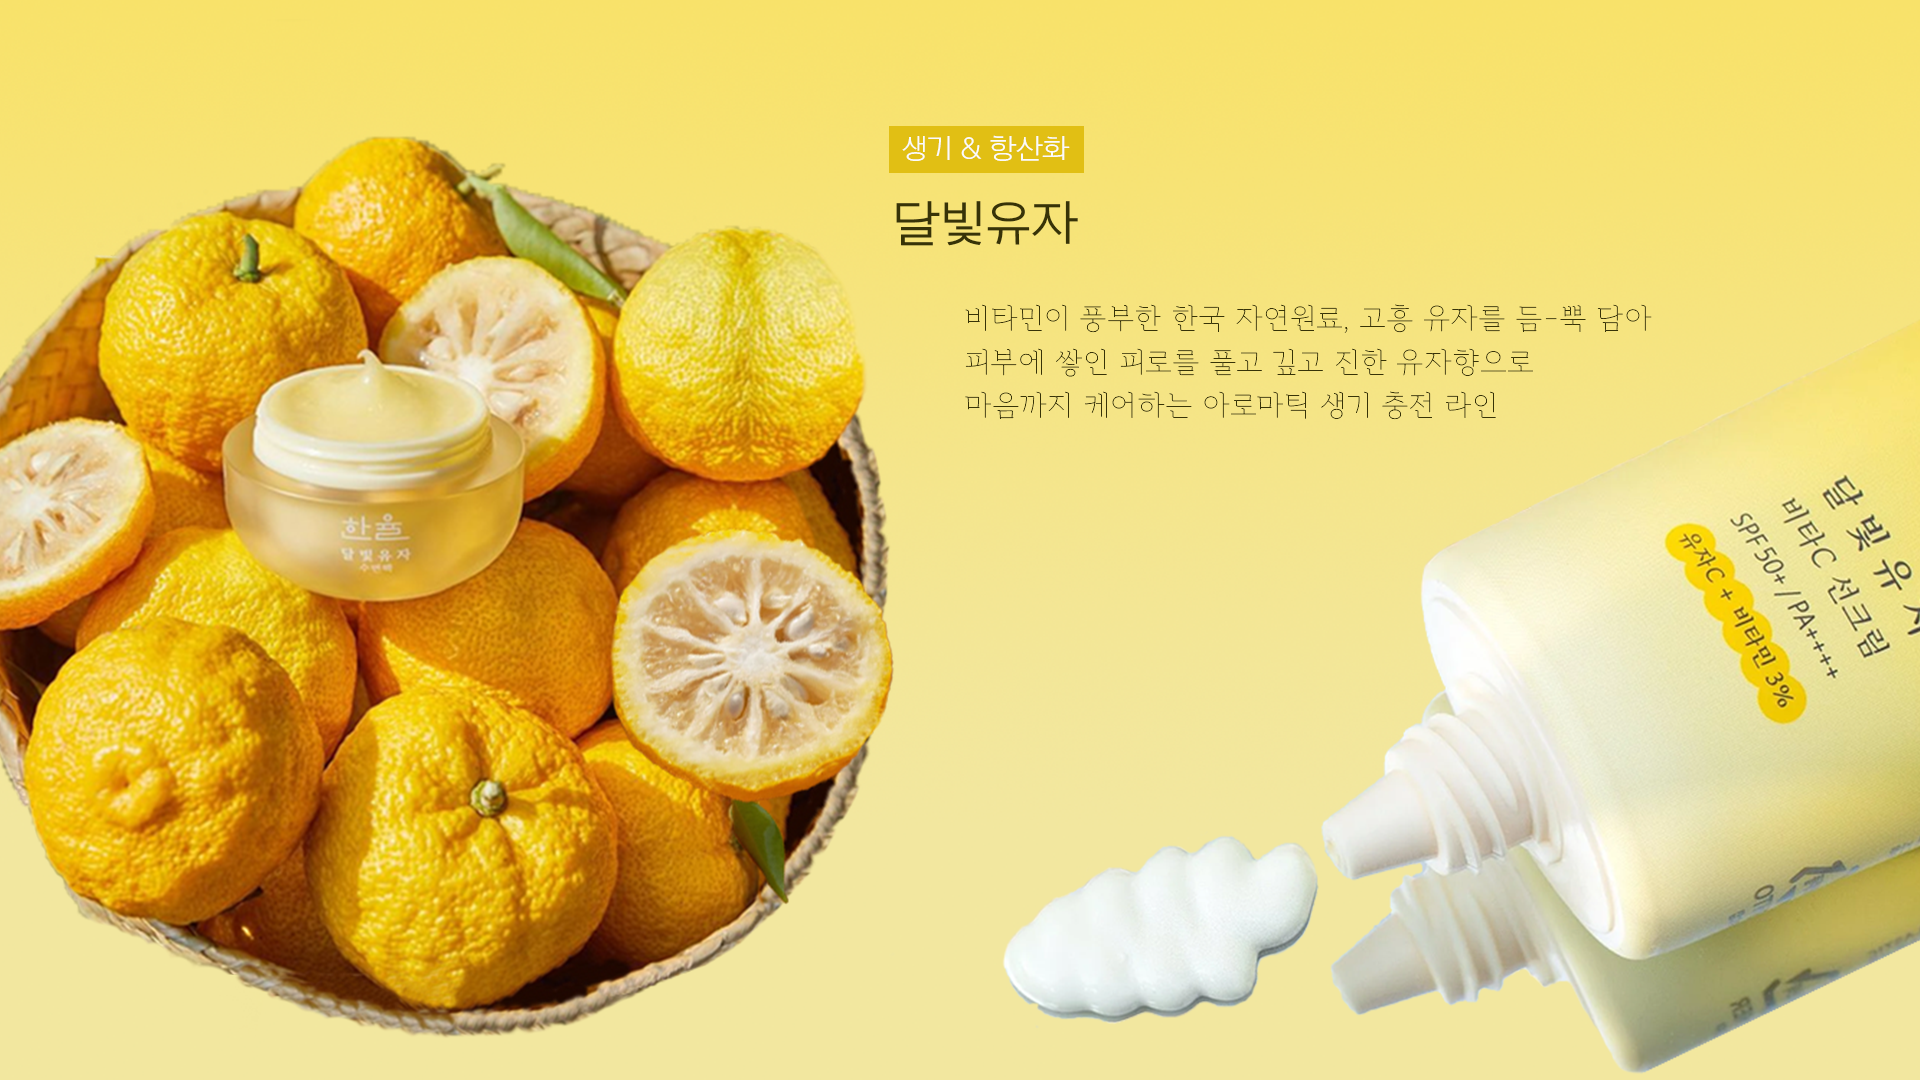 생기 & 항산화
달빛유자
비타민이 풍부한 한국 자연원료, 고흥 유자를 듬-뿍 담아
피부에 쌓인 피로를 풀고 깊고 진한 유자향으로
마음까지 케어하는 아로마틱 생기 충전 라인
한율
달빛유자
수면팩
달빛유자
비타C 선크림
SPF50+/PA++++
유자C + 비타민 3%